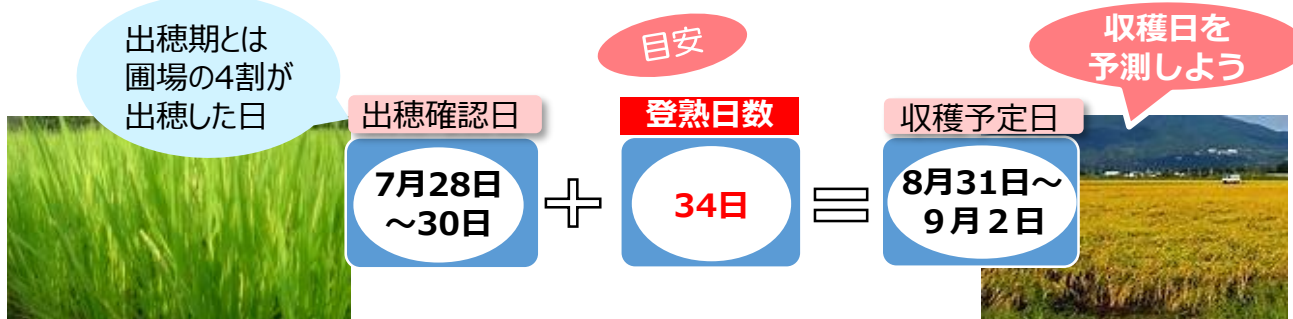 出穂期とは
圃場の4割が
出穂した日
出穂確認日
7月28日
～30日
＋
目安
登熟日数
34日
＝
収穫予定日
8月31日～
９月２日
収穫日を
予測しよう